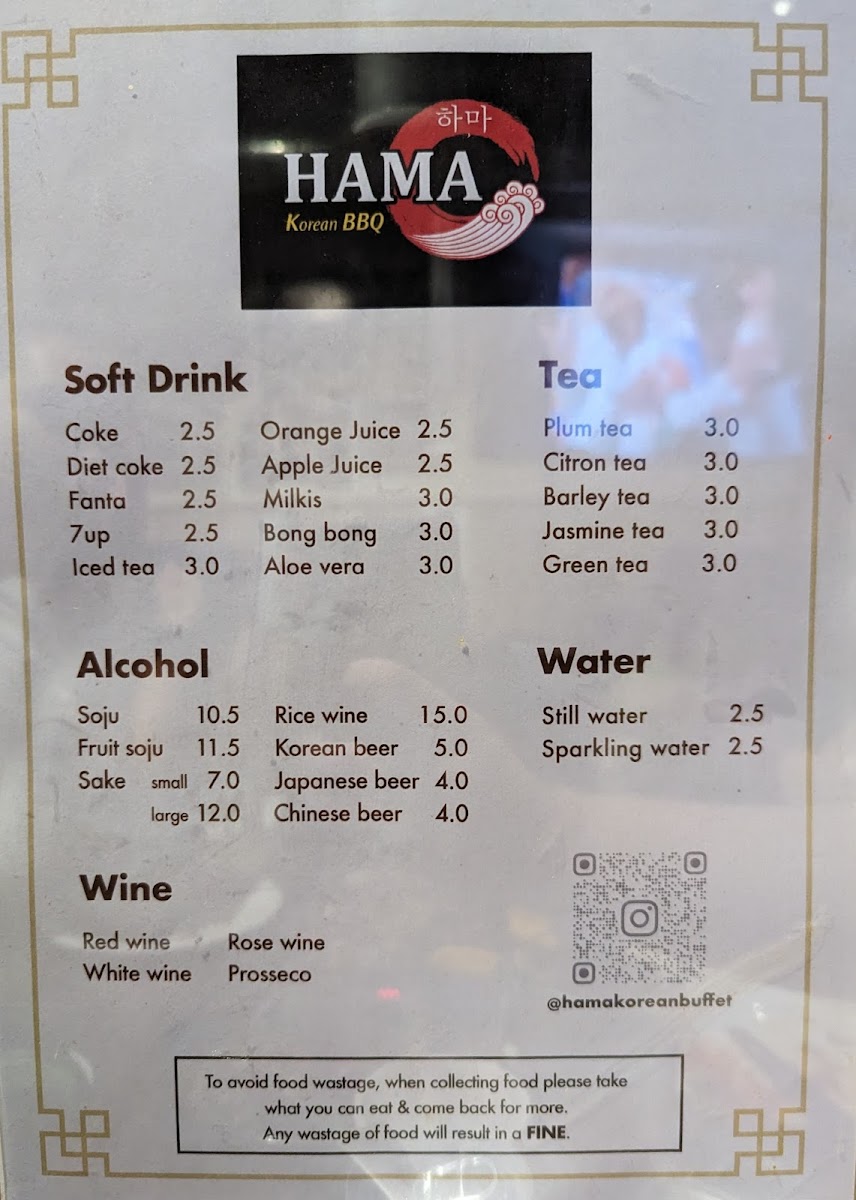 하마
HAMA
Korean BBQ
Soft Drink
Coke 2.5 Orange Juice 2.5
Diet coke 2.5 Apple Juice 2.5
Fanta 2.5 Milkis 3.0
7up 2.5 Bong bong 3.0
Iced tea 3.0 Aloe vera 3.0
Tea
Plum tea 3.0
Citron tea 3.0
Barley tea 3.0
Jasmine tea 3.0
Green tea 3.0
Alcohol
Soju 10.5 Rice wine 15.0
Fruit soju 11.5 Korean beer 5.0
Sake small 7.0 Japanese beer 4.0
large 12.0 Chinese beer 4.0
Water
Still water 2.5
Sparkling water 2.5
Wine
Red wine Rose wine
White wine Prosseco
@hamakoreanbuffet
To avoid food wastage, when collecting food please take
what you can eat & come back for more.
Any wastage of food will result in a FINE.